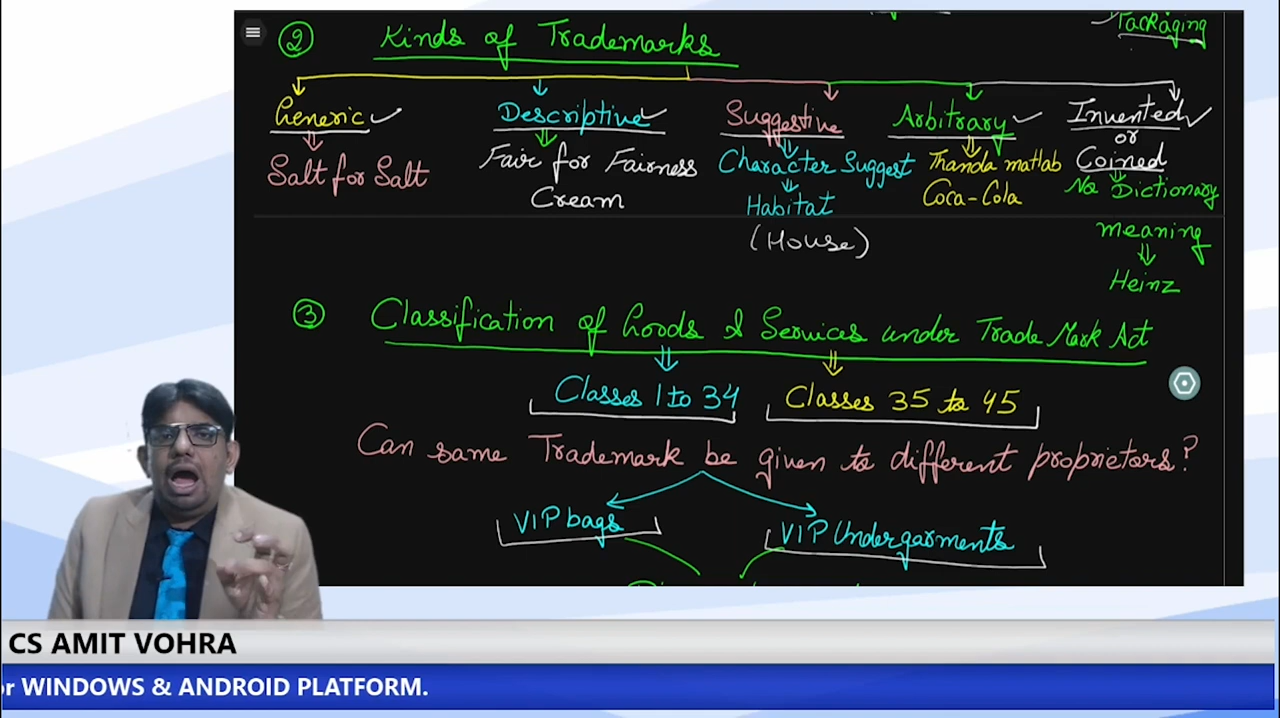 Packaging
② Kinds of Trademarks
Generic
Salt for Salt
Descriptive
Fair for Fairness
Cream
Suggestive
Character Suggest
Habitat
(House)
Arbitrary
Thanda matlab
Coca-Cola
Invented
or
Coined
No Dictionary
meaning
Heinz
③ Classification of Goods & Services under Trade Mark Act
Classes 1 to 34
Classes 35 to 45
Can same Trademark be given to different proprietors?
VIP bags
VIP Undergarments
CS AMIT VOHRA
or WINDOWS & ANDROID PLATFORM.